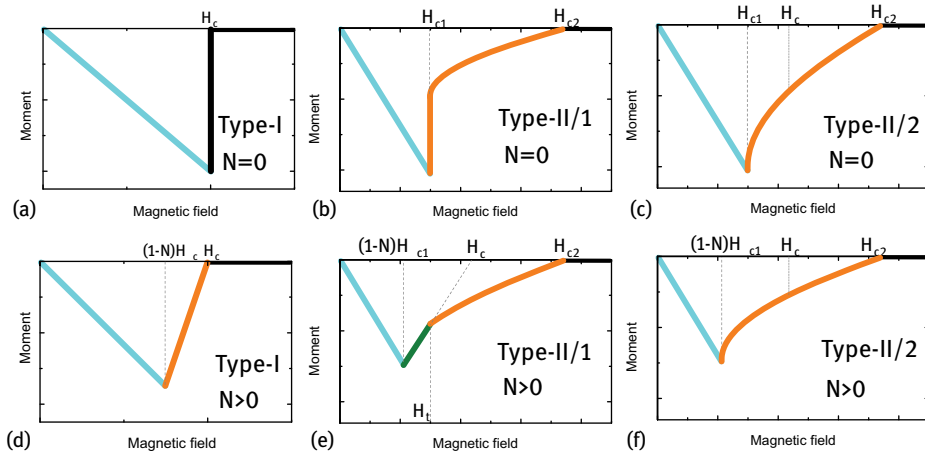 H_c
Moment
Type-I
N=0
(a)
Magnetic field
H_c1
H_c2
Moment
Type-II/1
N=0
(b)
Magnetic field
H_c1
H_c
H_c2
Moment
Type-II/2
N=0
(c)
Magnetic field
(1-N)H_c
H_c
Moment
Type-I
N>0
(d)
Magnetic field
(1-N)H_c1
H_c
H_c2
Moment
Type-II/1
N>0
H_t
(e)
Magnetic field
(1-N)H_c1
H_c
H_c2
Moment
Type-II/2
N>0
(f)
Magnetic field